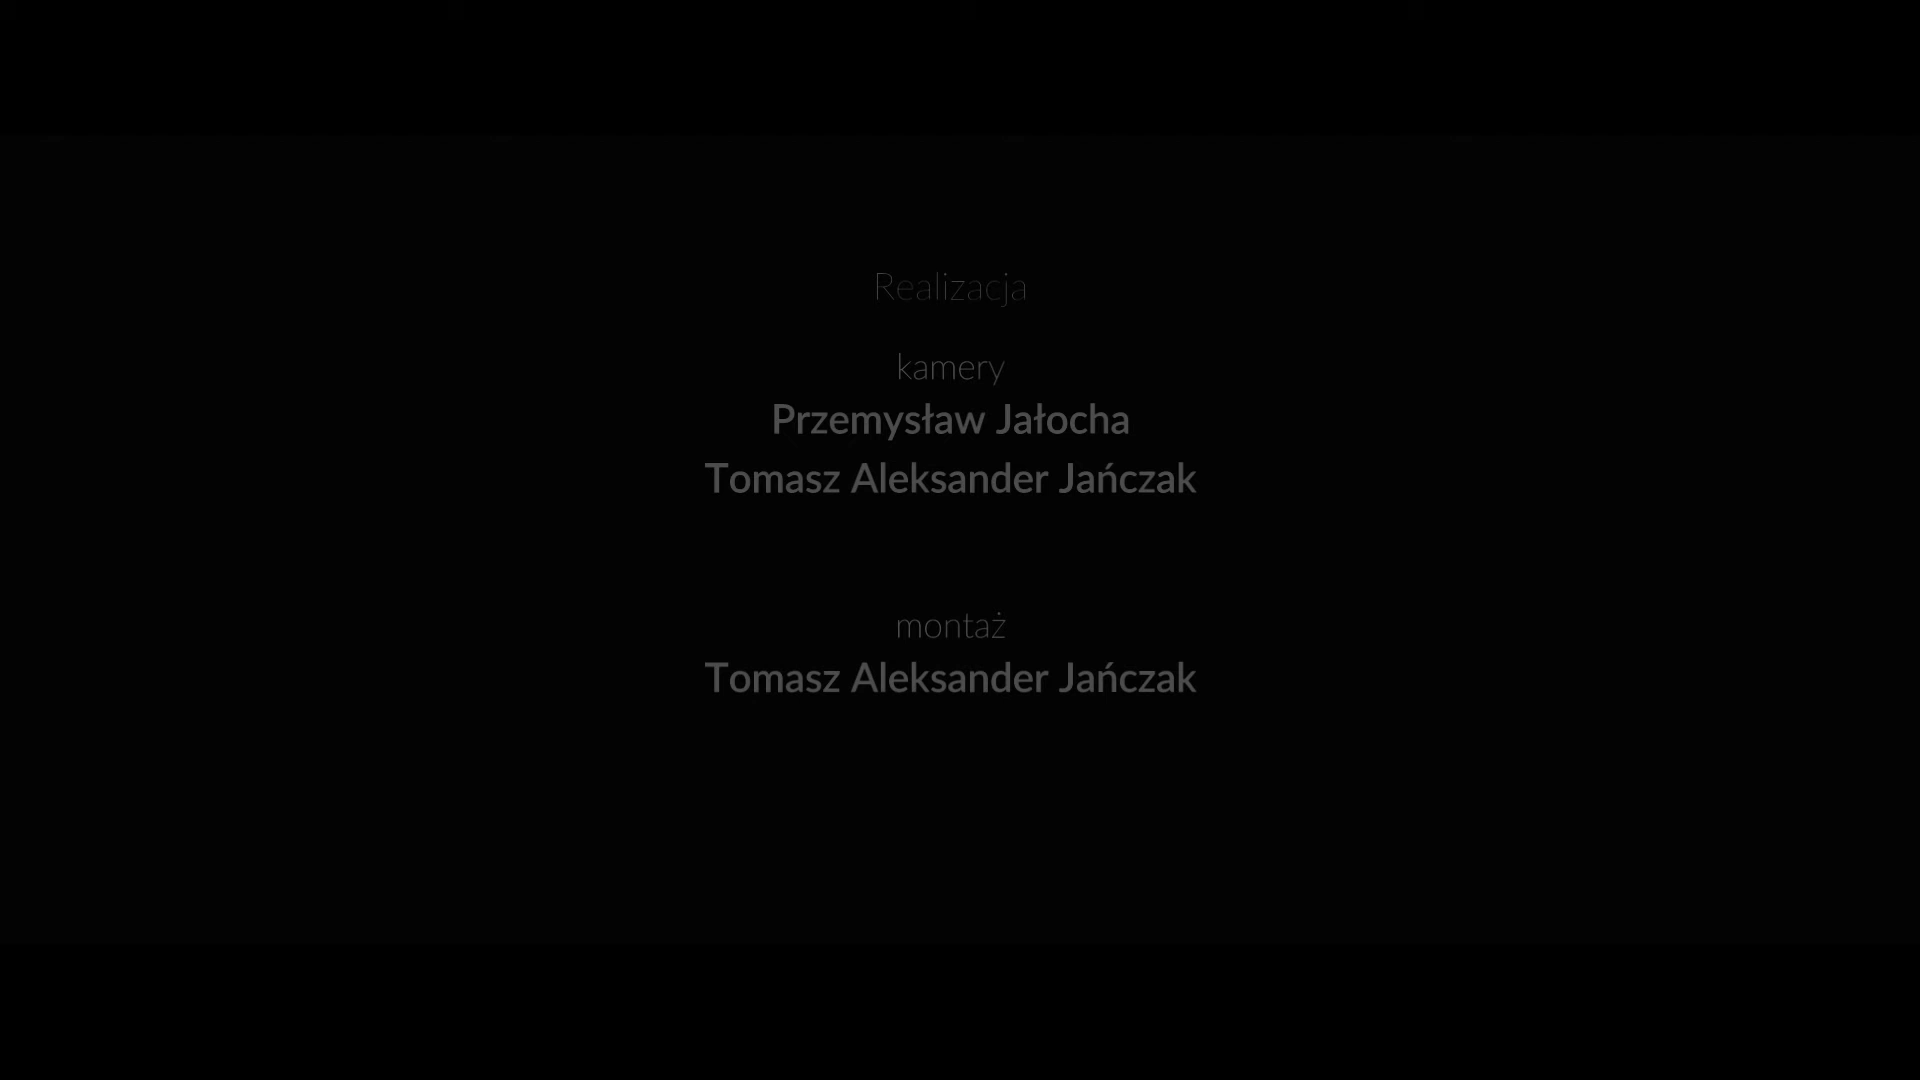 Realizacja
kamery
Przemysław Jałocha
Tomasz Aleksander Jańczak
montaż
Tomasz Aleksander Jańczak